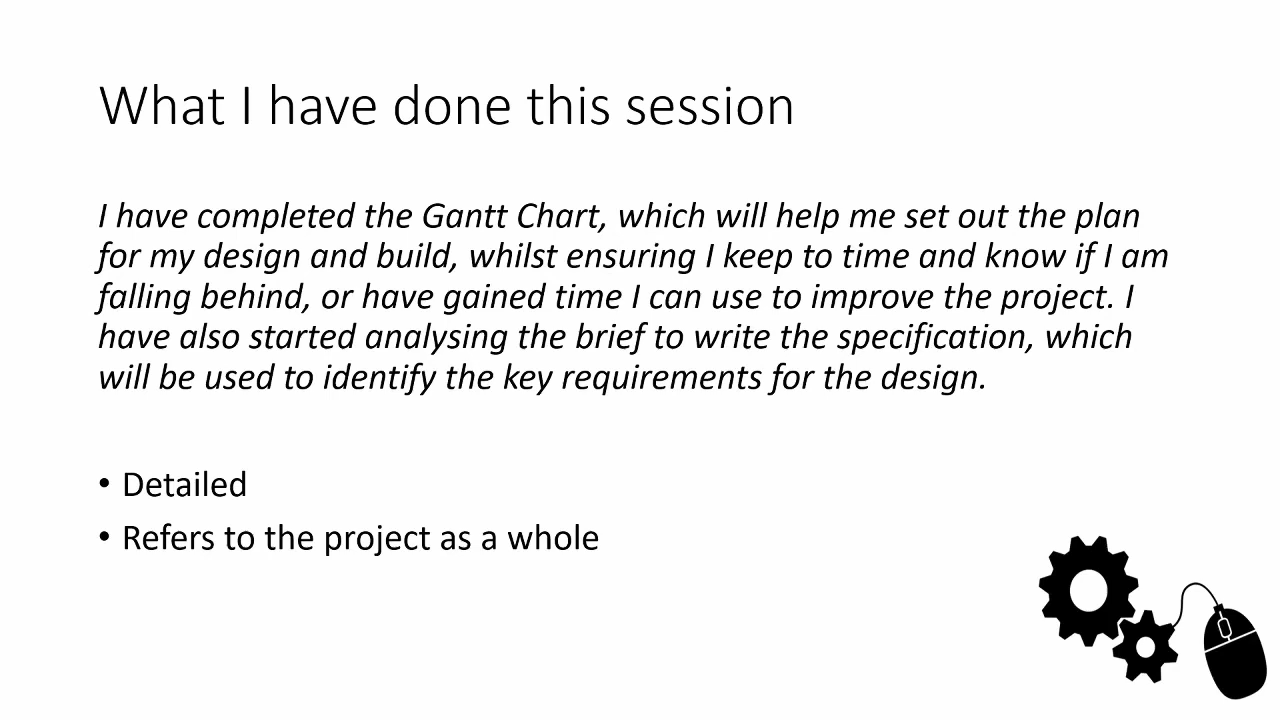 What I have done this session
I have completed the Gantt Chart, which will help me set out the plan
for my design and build, whilst ensuring I keep to time and know if I am
falling behind, or have gained time I can use to improve the project. I
have also started analysing the brief to write the specification, which
will be used to identify the key requirements for the design.
• Detailed
• Refers to the project as a whole